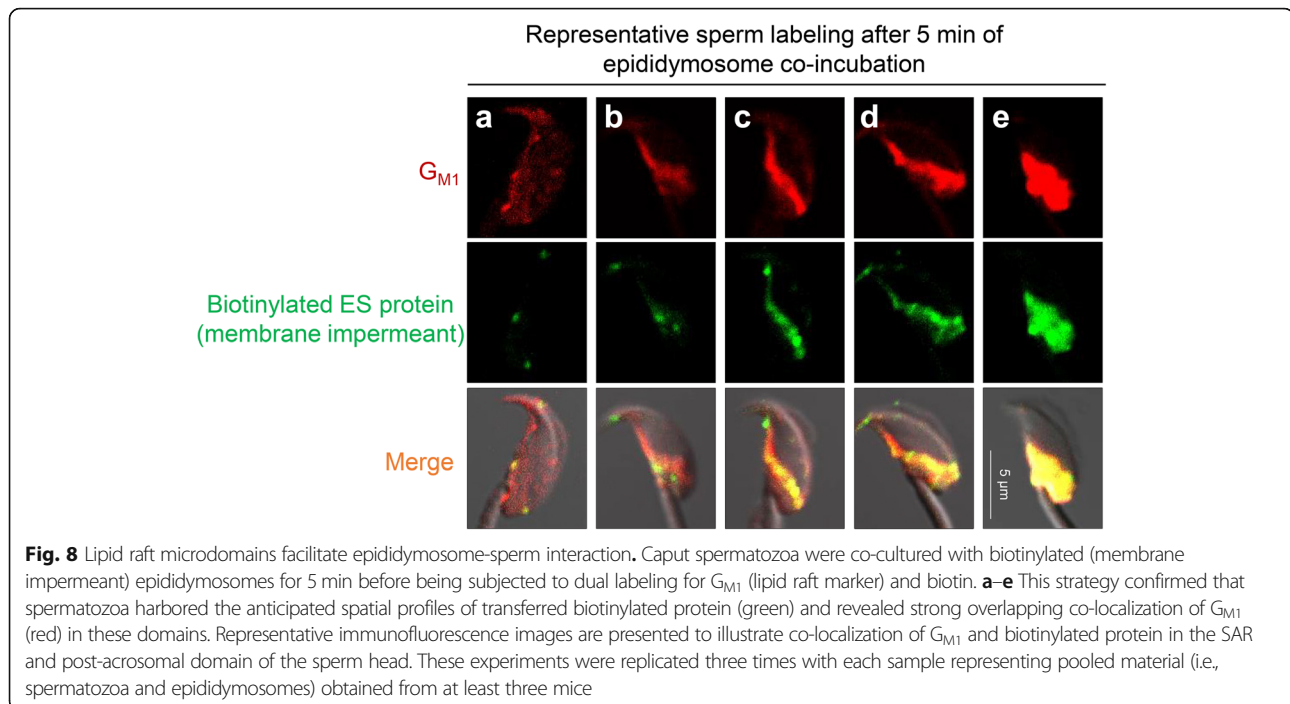 Representative sperm labeling after 5 min of
epididymosome co-incubation
a b c d e
G_M1
Biotinylated ES protein
(membrane impermeant)
Merge
5 µm
Fig. 8 Lipid raft microdomains facilitate epididymosome-sperm interaction. Caput spermatozoa were co-cultured with biotinylated (membrane
impermeant) epididymosomes for 5 min before being subjected to dual labeling for G_M1 (lipid raft marker) and biotin. a–e This strategy confirmed that
spermatozoa harbored the anticipated spatial profiles of transferred biotinylated protein (green) and revealed strong overlapping co-localization of G_M1
(red) in these domains. Representative immunofluorescence images are presented to illustrate co-localization of G_M1 and biotinylated protein in the SAR
and post-acrosomal domain of the sperm head. These experiments were replicated three times with each sample representing pooled material (i.e.,
spermatozoa and epididymosomes) obtained from at least three mice